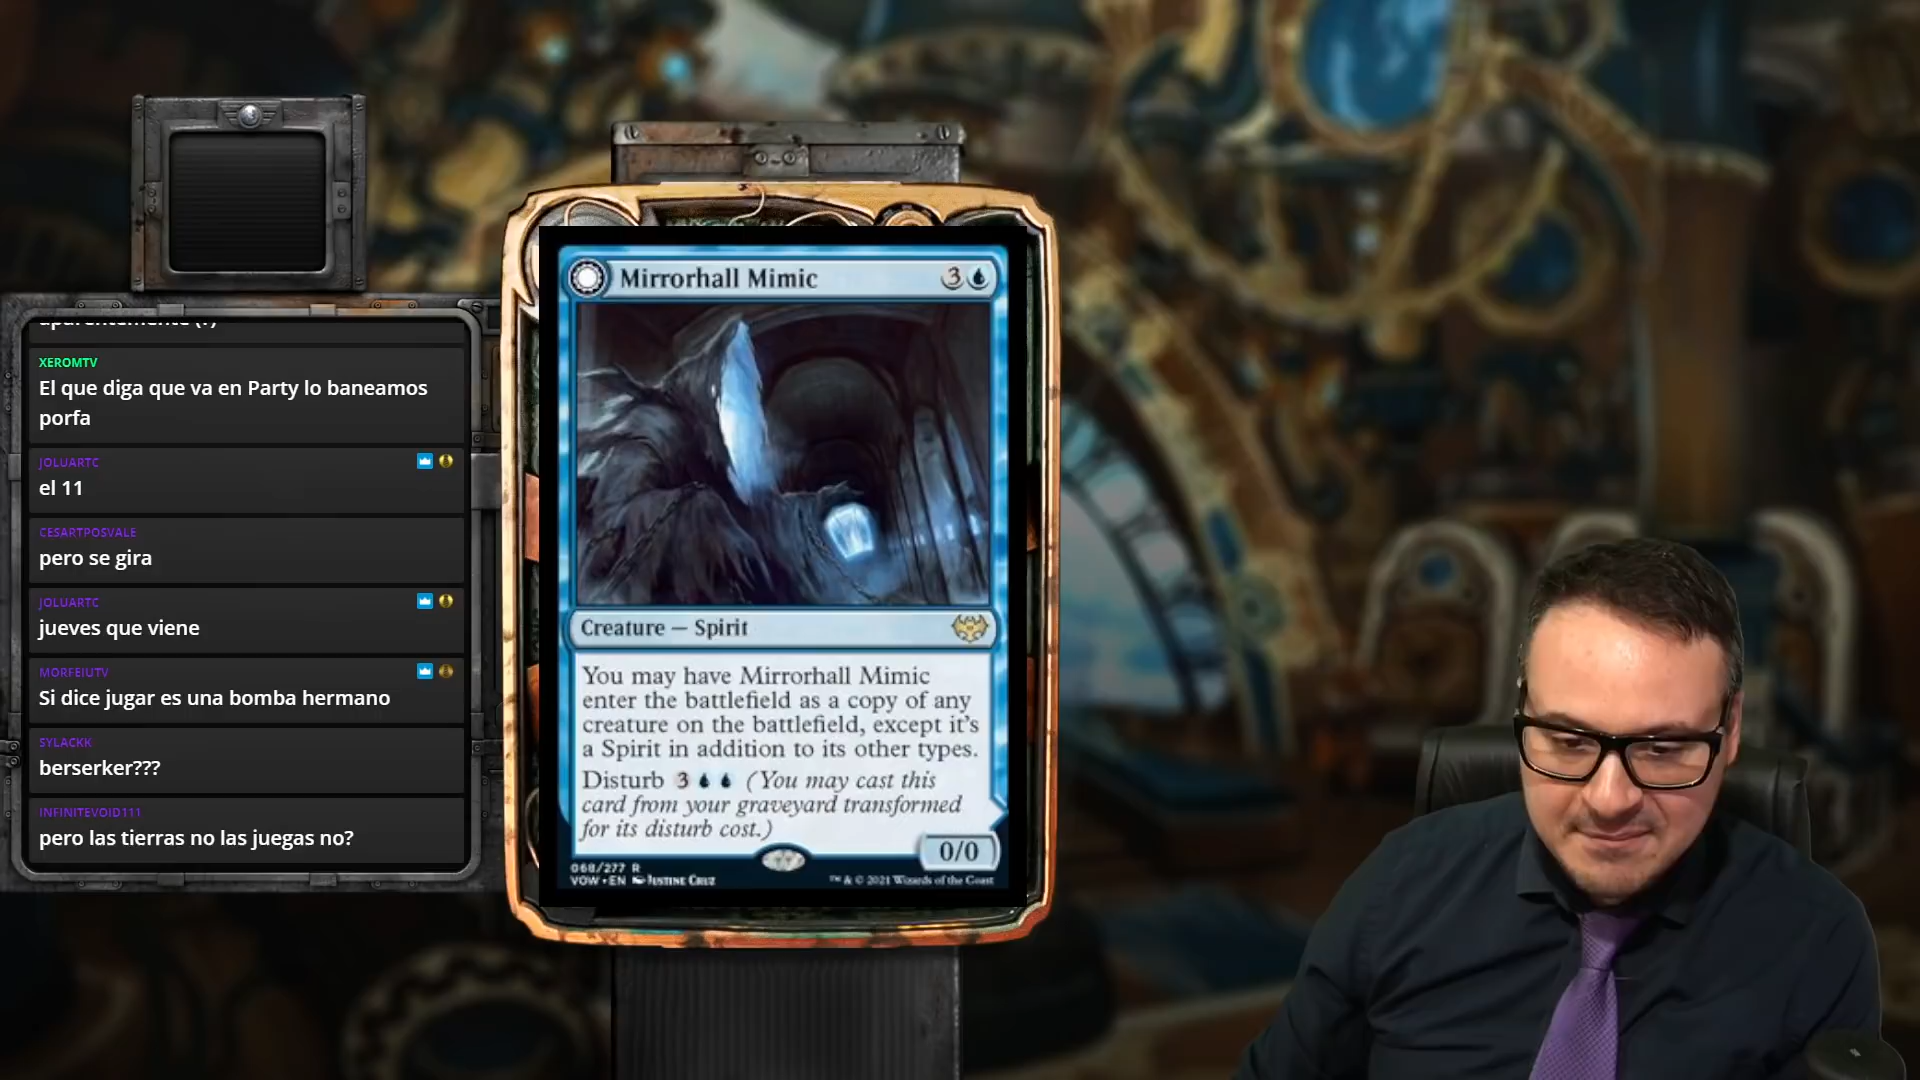 aparentemente (?)
XEROMTV
El que diga que va en Party lo baneamos
porfa
JOLUARTC
el 11
CESARTPOSVALE
pero se gira
JOLUARTC
jueves que viene
MORFEIUTV
Si dice jugar es una bomba hermano
SYLACKK
berserker???
INFINITEVOID111
pero las tierras no las juegas no?
Mirrorhall Mimic 3
Creature — Spirit
You may have Mirrorhall Mimic
enter the battlefield as a copy of any
creature on the battlefield, except it's
a Spirit in addition to its other types.
Disturb 3 (You may cast this
card from your graveyard transformed
for its disturb cost.)
0/0
068/277 R
VOW • EN Justine Cruz
™ & © 2021 Wizards of the Coast